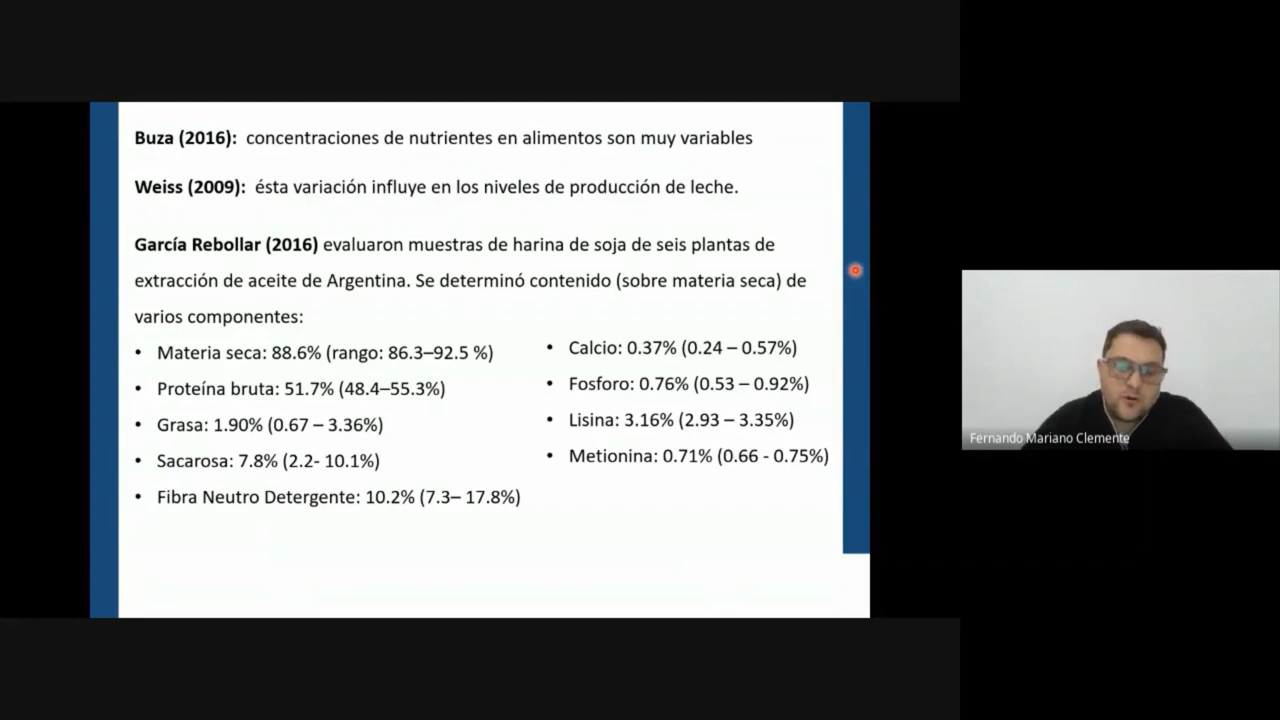 Buza (2016): concentraciones de nutrientes en alimentos son muy variables
Weiss (2009): ésta variación influye en los niveles de producción de leche.
García Rebollar (2016) evaluaron muestras de harina de soja de seis plantas de
extracción de aceite de Argentina. Se determinó contenido (sobre materia seca) de
varios componentes:
• Materia seca: 88.6% (rango: 86.3–92.5 %)
• Proteína bruta: 51.7% (48.4–55.3%)
• Grasa: 1.90% (0.67 – 3.36%)
• Sacarosa: 7.8% (2.2- 10.1%)
• Fibra Neutro Detergente: 10.2% (7.3– 17.8%)
• Calcio: 0.37% (0.24 – 0.57%)
• Fosforo: 0.76% (0.53 – 0.92%)
• Lisina: 3.16% (2.93 – 3.35%)
• Metionina: 0.71% (0.66 - 0.75%)
Fernando Mariano Clemente